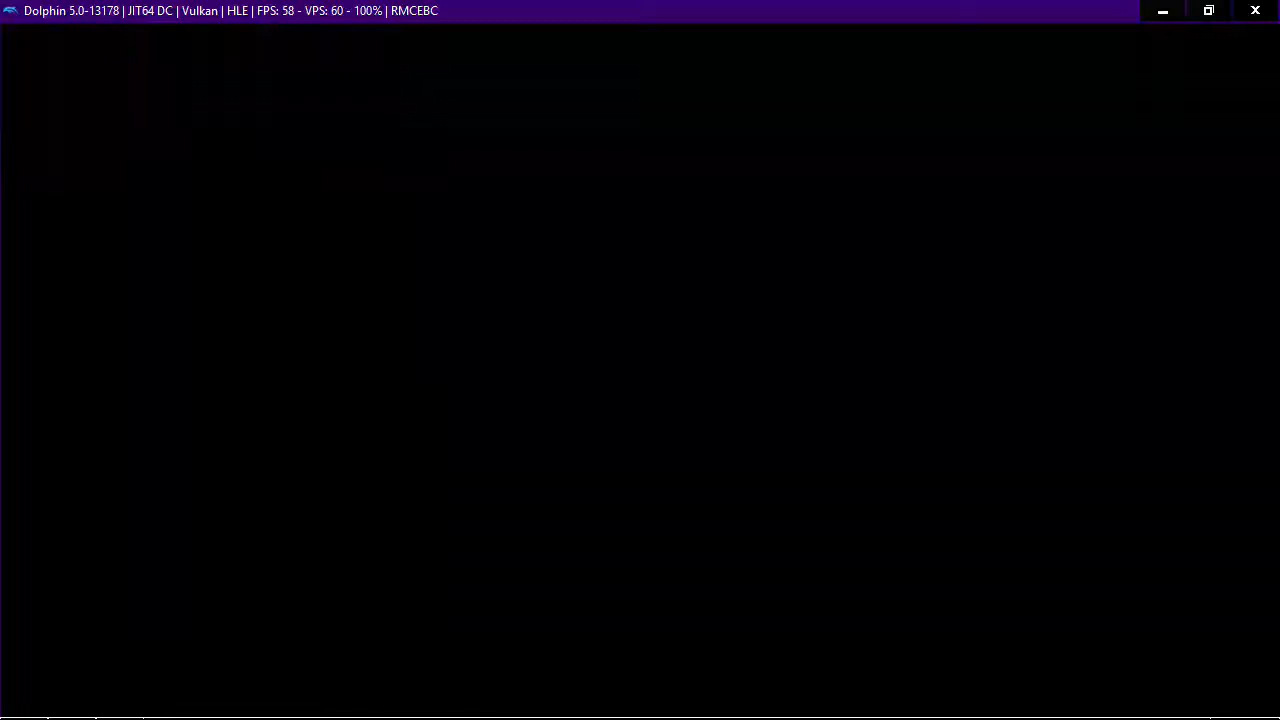 Dolphin 5.0-13178 | JIT64 DC | Vulkan | HLE | FPS: 58 - VPS: 60 - 100% | RMCEBC